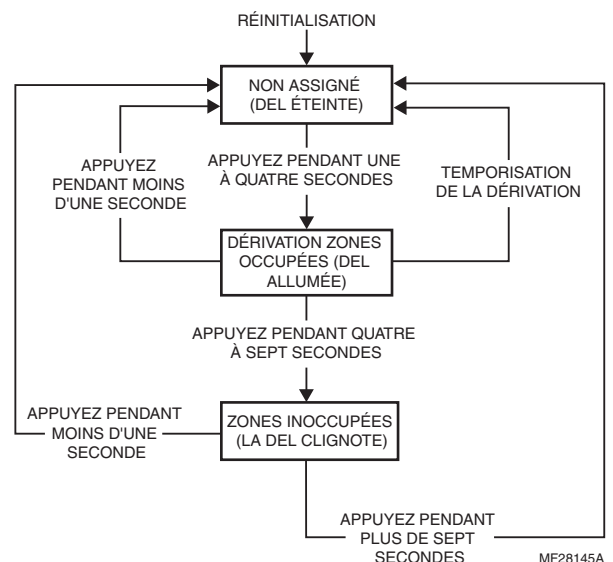 RÉINITIALISATION
NON ASSIGNÉ
(DEL ÉTEINTE)
APPUYEZ
PENDANT MOINS
D'UNE SECONDE
APPUYEZ PENDANT UNE
À QUATRE SECONDES
TEMPORISATION
DE LA DÉRIVATION
DÉRIVATION ZONES
OCCUPÉES (DEL
ALLUMÉE)
APPUYEZ PENDANT QUATRE
À SEPT SECONDES
APPUYEZ PENDANT
MOINS D'UNE
SECONDE
ZONES INOCCUPÉES
(LA DEL CLIGNOTE)
APPUYEZ PENDANT
PLUS DE SEPT
SECONDES
MF28145A